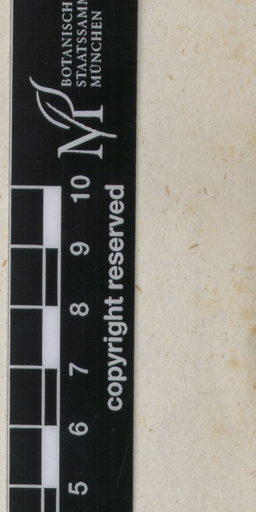 BOTANISCH
STAATSSAMM
MÜNCHEN
M
10
9
8
7
6
5
copyright reserved